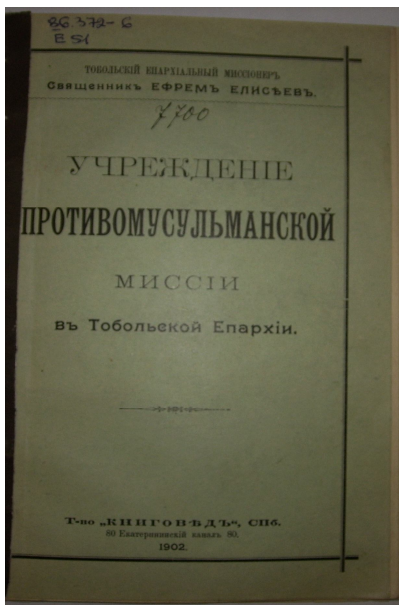 86.372-6
Е 51
ТОБОЛЬСКІЙ ЕПАРХІАЛЬНЫЙ МИССІОНЕРЪ
Священникъ ЕФРЕМЪ ЕЛИСѢЕВЪ.
7700
УЧРЕЖДЕНІЕ
ПРОТИВОМУСУЛЬМАНСКОЙ
МИССІИ
въ Тобольской Епархіи.
Т-во „КНИГОВѢДЪ", СПб.
80 Екатерининскій каналъ 80.
1902.